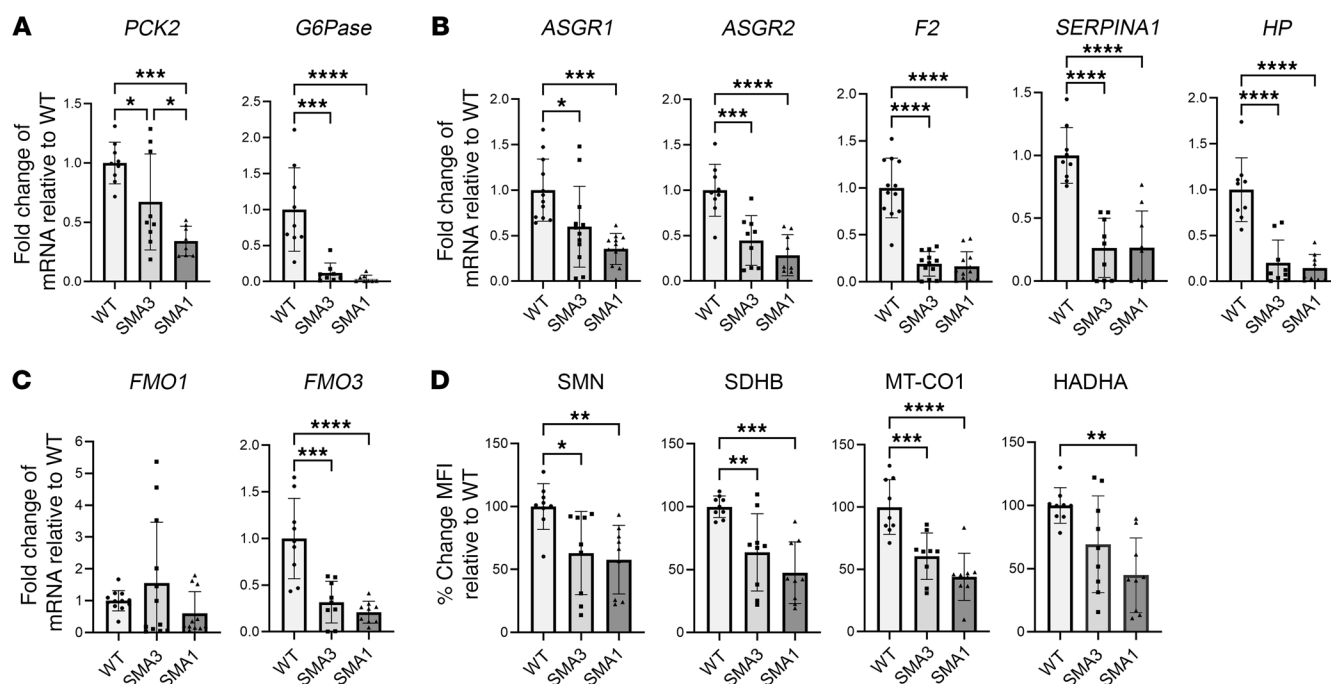 A
PCK2
***
*
*
Fold change of
mRNA relative to WT
1.5
1.0
0.5
0.0
WT
SMA3
SMA1
G6Pase
****
***
2.5
2.0
1.5
1.0
0.5
0.0
WT
SMA3
SMA1
B
ASGR1
***
*
Fold change of
mRNA relative to WT
2.0
1.5
1.0
0.5
0.0
WT
SMA3
SMA1
ASGR2
****
***
2.0
1.5
1.0
0.5
0.0
WT
SMA3
SMA1
F2
****
****
2.0
1.5
1.0
0.5
0.0
WT
SMA3
SMA1
SERPINA1
****
****
1.5
1.0
0.5
0.0
WT
SMA3
SMA1
HP
****
****
2.0
1.5
1.0
0.5
0.0
WT
SMA3
SMA1
C
FMO1
Fold change of
mRNA relative to WT
6
5
4
3
2
1
0
WT
SMA3
SMA1
FMO3
****
***
2.0
1.5
1.0
0.5
0.0
WT
SMA3
SMA1
D
SMN
**
*
% Change MFI
relative to WT
150
100
50
0
WT
SMA3
SMA1
SDHB
***
**
150
100
50
0
WT
SMA3
SMA1
MT-CO1
****
***
150
100
50
0
WT
SMA3
SMA1
HADHA
**
150
100
50
0
WT
SMA3
SMA1